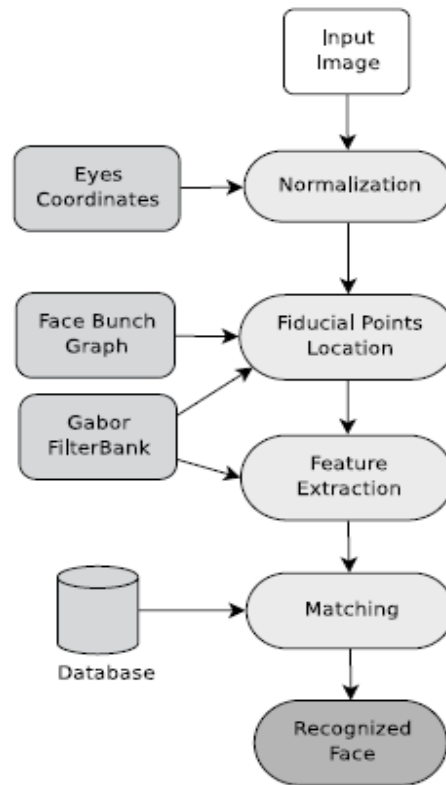 Input
Image
Eyes
Coordinates
Normalization
Face Bunch
Graph
Fiducial Points
Location
Gabor
FilterBank
Feature
Extraction
Matching
Database
Recognized
Face